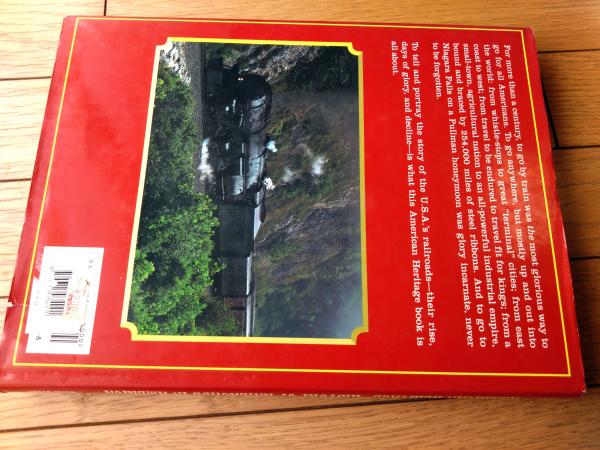 For more than a century, to go by train was the most glorious way to
go for all Americans. To go anywhere, but mostly up and out into
the world: from whistle-stops to great "terminal" cities; from east
coast to west; from travel to be endured to travel fit for kings; from a
small-town, agricultural nation to an all-powerful industrial empire,
bound and braced by 254,000 miles of steel ribbons. And to go to
Niagara Falls on a Pullman honeymoon was glory incarnate, never
to be forgotten.
To tell and portray the story of the U.S.A.'s railroads—their rise,
days of glory, and decline—is what this American Heritage book is
all about.